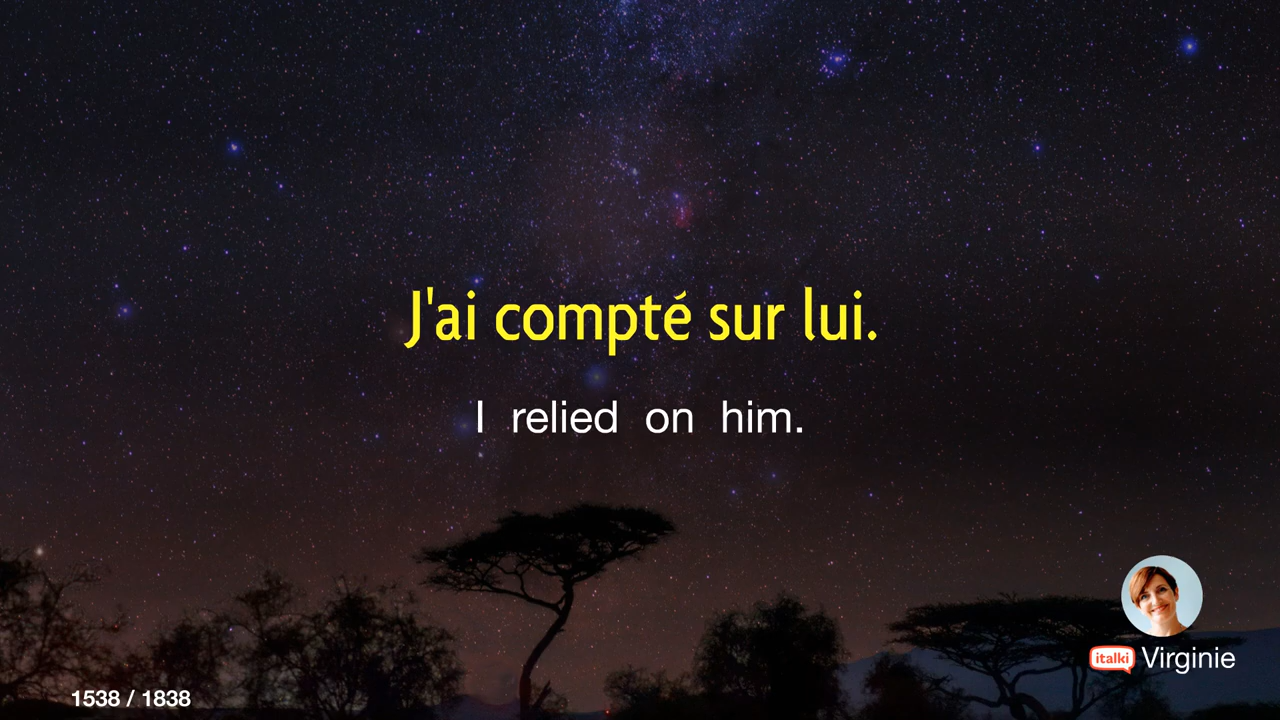 J'ai compté sur lui.
I relied on him.
italki Virginie
1538 / 1838